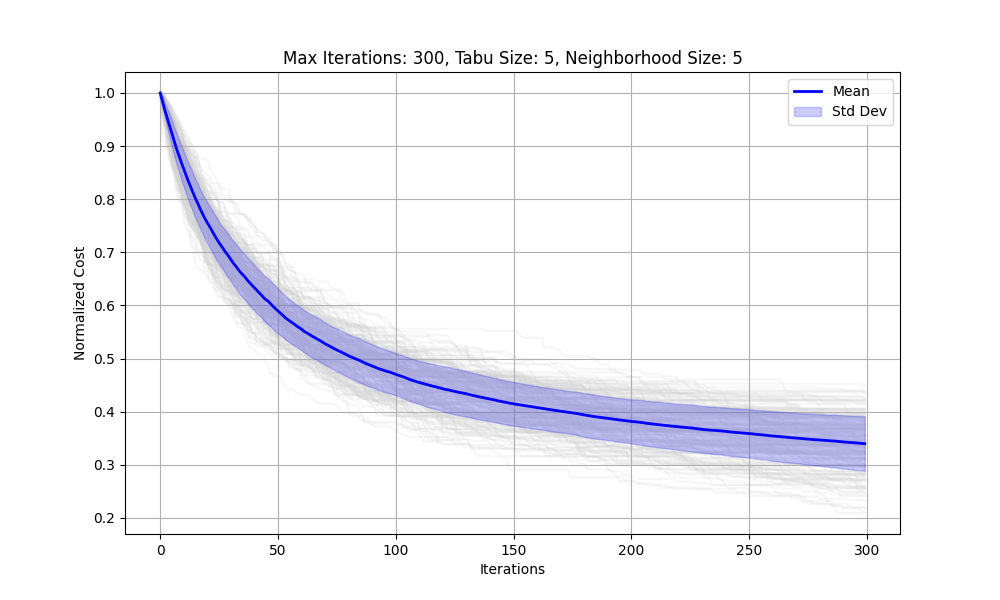 Max Iterations: 300, Tabu Size: 5, Neighborhood Size: 5
Mean
Std Dev
Normalized Cost
1.0
0.9
0.8
0.7
0.6
0.5
0.4
0.3
0.2
0 50 100 150 200 250 300
Iterations